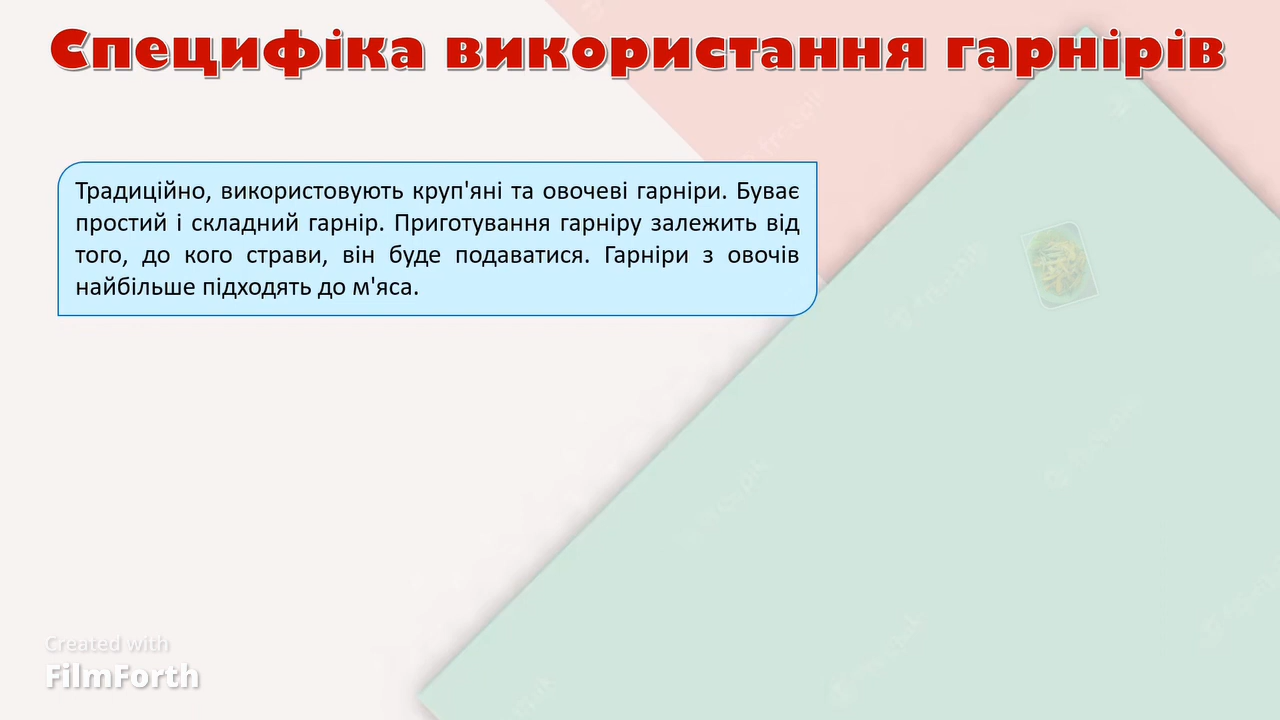 Специфіка використання гарнірів
Традиційно, використовують круп'яні та овочеві гарніри. Буває
простий і складний гарнір. Приготування гарніру залежить від
того, до кого страви, він буде подаватися. Гарніри з овочів
найбільше підходять до м'яса.
Created with
FilmForth